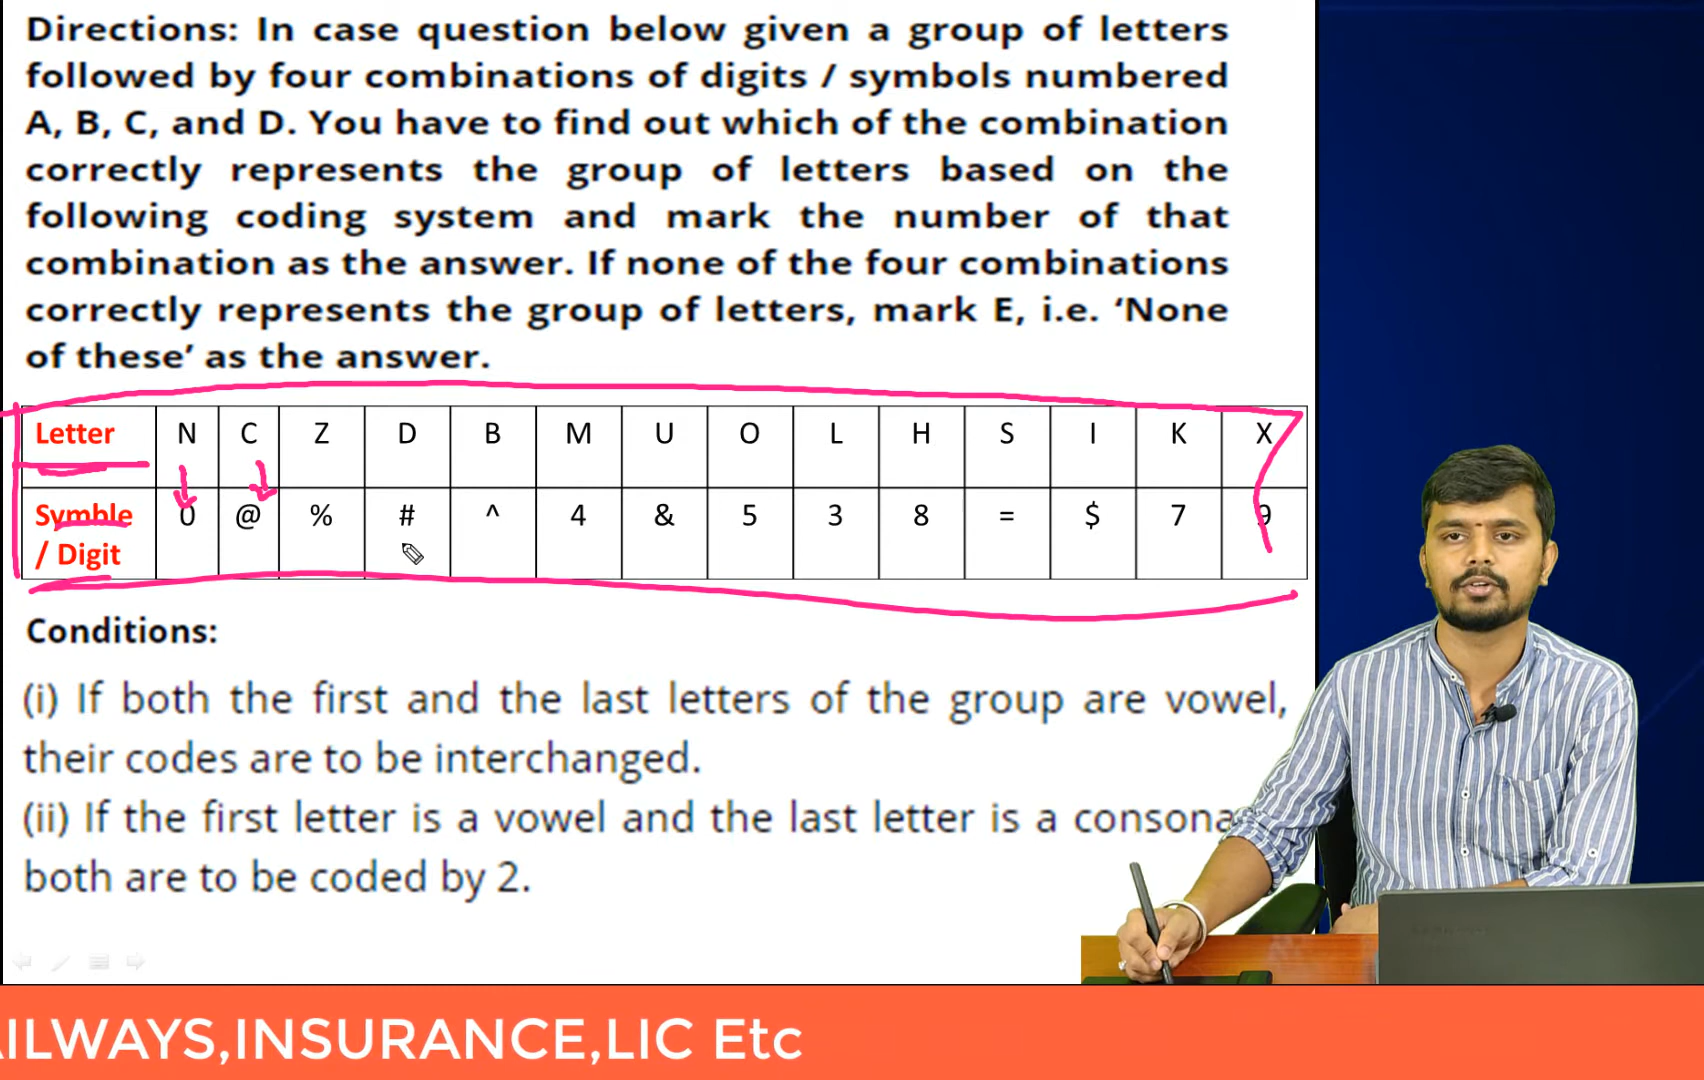 Directions: In case question below given a group of letters
followed by four combinations of digits / symbols numbered
A, B, C, and D. You have to find out which of the combination
correctly represents the group of letters based on the
following coding system and mark the number of that
combination as the answer. If none of the four combinations
correctly represents the group of letters, mark E, i.e. ‘None
of these’ as the answer.
Letter N C Z D B M U O L H S I K X
Symble / Digit 0 @ % # ^ 4 & 5 3 8 = $ 7 9
Conditions:
(i) If both the first and the last letters of the group are vowel,
their codes are to be interchanged.
(ii) If the first letter is a vowel and the last letter is a consona
both are to be coded by 2.
AILWAYS,INSURANCE,LIC Etc